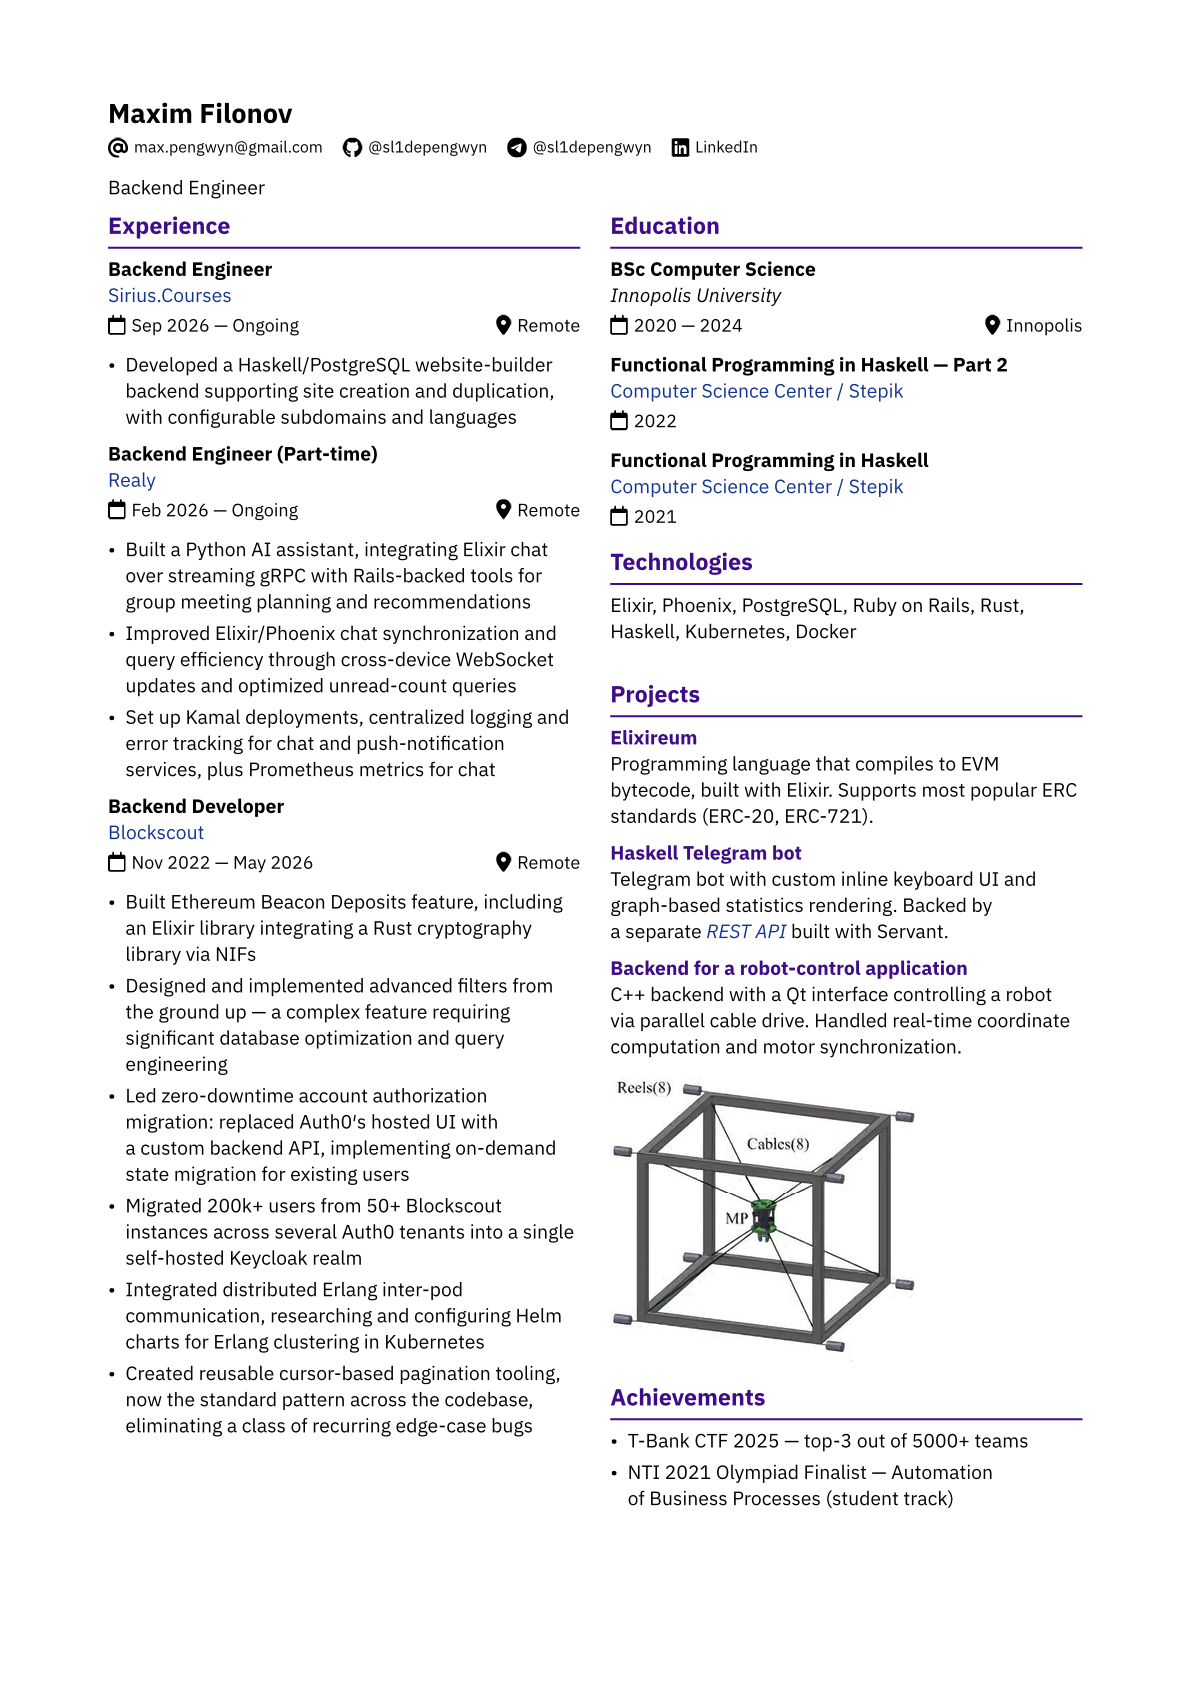 Maxim Filonov
max.pengwyn@gmail.com @sl1depengwyn @sl1depengwyn LinkedIn
Backend Engineer
Experience
Backend Engineer
Sirius.Courses
Sep 2026 — Ongoing Remote
• Developed a Haskell/PostgreSQL website-builder
backend supporting site creation and duplication,
with configurable subdomains and languages
Backend Engineer (Part-time)
Realy
Feb 2026 — Ongoing Remote
• Built a Python AI assistant, integrating Elixir chat
over streaming gRPC with Rails-backed tools for
group meeting planning and recommendations
• Improved Elixir/Phoenix chat synchronization and
query efficiency through cross-device WebSocket
updates and optimized unread-count queries
• Set up Kamal deployments, centralized logging and
error tracking for chat and push-notification
services, plus Prometheus metrics for chat
Backend Developer
Blockscout
Nov 2022 — May 2026 Remote
• Built Ethereum Beacon Deposits feature, including
an Elixir library integrating a Rust cryptography
library via NIFs
• Designed and implemented advanced filters from
the ground up — a complex feature requiring
significant database optimization and query
engineering
• Led zero-downtime account authorization
migration: replaced Auth0's hosted UI with
a custom backend API, implementing on-demand
state migration for existing users
• Migrated 200k+ users from 50+ Blockscout
instances across several Auth0 tenants into a single
self-hosted Keycloak realm
• Integrated distributed Erlang inter-pod
communication, researching and configuring Helm
charts for Erlang clustering in Kubernetes
• Created reusable cursor-based pagination tooling,
now the standard pattern across the codebase,
eliminating a class of recurring edge-case bugs
Education
BSc Computer Science
Innopolis University
2020 — 2024 Innopolis
Functional Programming in Haskell — Part 2
Computer Science Center / Stepik
2022
Functional Programming in Haskell
Computer Science Center / Stepik
2021
Technologies
Elixir, Phoenix, PostgreSQL, Ruby on Rails, Rust,
Haskell, Kubernetes, Docker
Projects
Elixireum
Programming language that compiles to EVM
bytecode, built with Elixir. Supports most popular ERC
standards (ERC-20, ERC-721).
Haskell Telegram bot
Telegram bot with custom inline keyboard UI and
graph-based statistics rendering. Backed by
a separate REST API built with Servant.
Backend for a robot-control application
C++ backend with a Qt interface controlling a robot
via parallel cable drive. Handled real-time coordinate
computation and motor synchronization.
Reels(8)
Cables(8)
MP
Achievements
• T-Bank CTF 2025 — top-3 out of 5000+ teams
• NTI 2021 Olympiad Finalist — Automation
of Business Processes (student track)